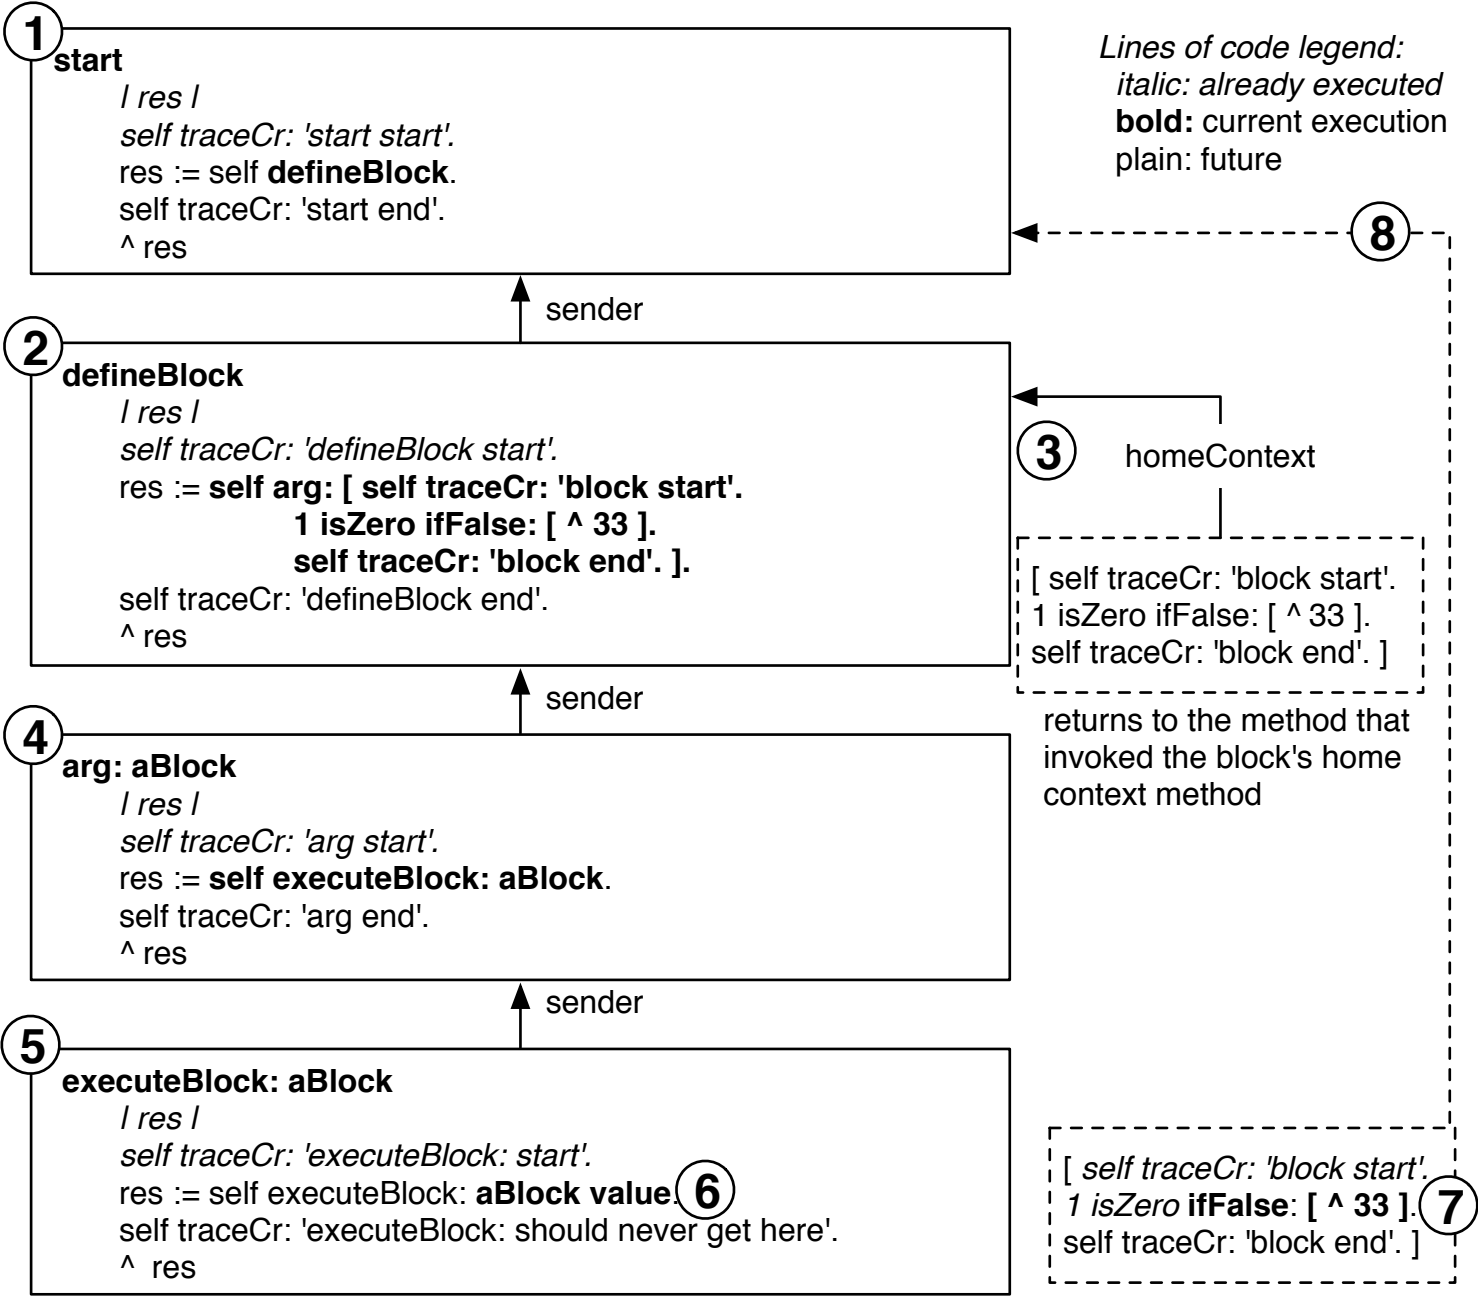 1
start
| res |
self traceCr: 'start start'.
res := self defineBlock.
self traceCr: 'start end'.
^ res
Lines of code legend:
italic: already executed
bold: current execution
plain: future
8
sender
2
defineBlock
| res |
self traceCr: 'defineBlock start'.
res := self arg: [ self traceCr: 'block start'.
1 isZero ifFalse: [ ^ 33 ].
self traceCr: 'block end'. ].
self traceCr: 'defineBlock end'.
^ res
3
homeContext
[ self traceCr: 'block start'.
1 isZero ifFalse: [ ^ 33 ].
self traceCr: 'block end'. ]
returns to the method that
invoked the block's home
context method
sender
4
arg: aBlock
| res |
self traceCr: 'arg start'.
res := self executeBlock: aBlock.
self traceCr: 'arg end'.
^ res
sender
5
executeBlock: aBlock
| res |
self traceCr: 'executeBlock: start'.
res := self executeBlock: aBlock value.
6
self traceCr: 'executeBlock: should never get here'.
^ res
[ self traceCr: 'block start'.
1 isZero ifFalse: [ ^ 33 ].
7
self traceCr: 'block end'. ]